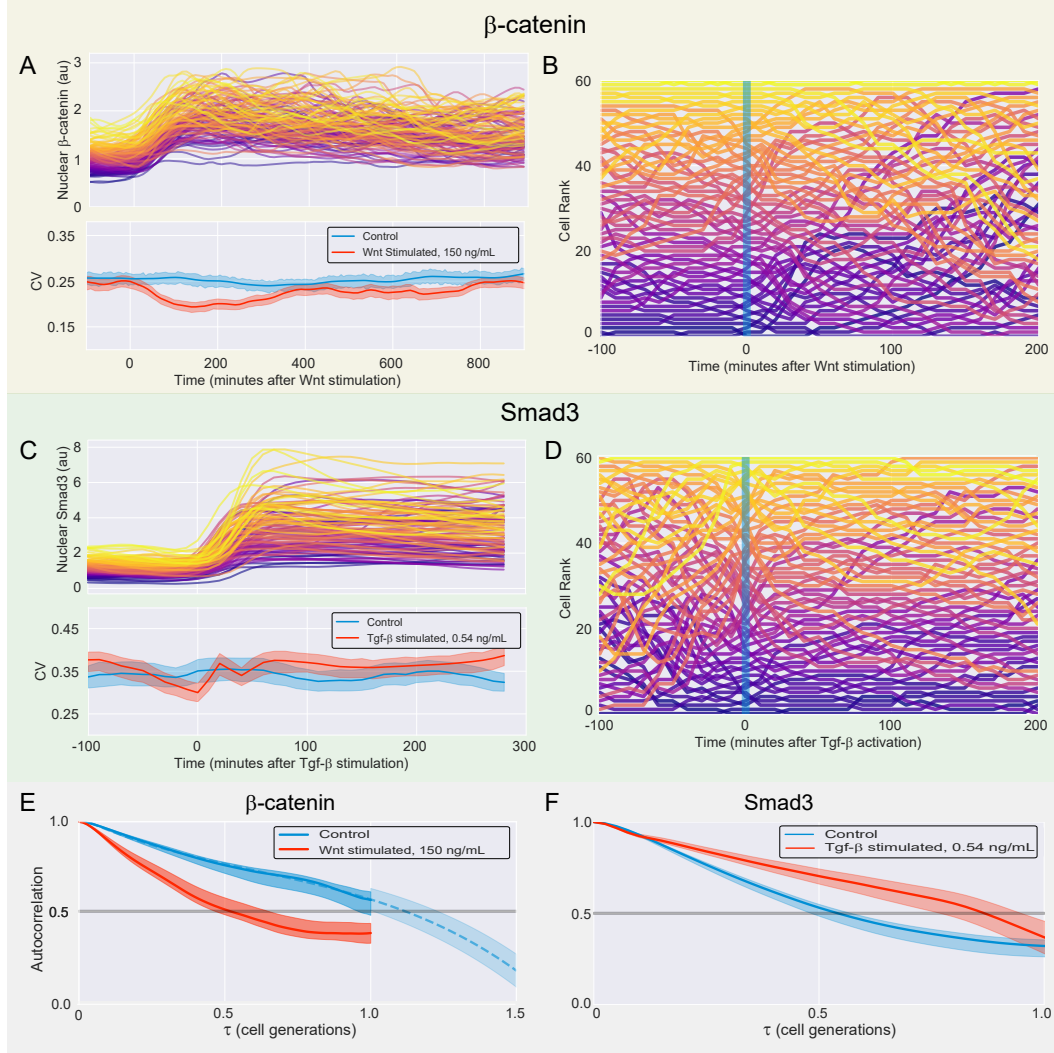 β-catenin
A
Nuclear β-catenin (au)
3
2
1
0
CV
0.35
0.25
0.15
Control
Wnt Stimulated, 150 ng/mL
0
200
400
600
800
Time (minutes after Wnt stimulation)
B
Cell Rank
60
40
20
0
-100
0
100
200
Time (minutes after Wnt stimulation)
Smad3
C
Nuclear Smad3 (au)
8
6
4
2
0
CV
0.45
0.35
0.25
Control
Tgf-β stimulated, 0.54 ng/mL
-100
0
100
200
300
Time (minutes after Tgf-β stimulation)
D
Cell Rank
60
40
20
0
-100
0
100
200
Time (minutes after Tgf-β activation)
E
β-catenin
Autocorrelation
1.0
0.5
0.0
Control
Wnt stimulated, 150 ng/mL
0
0.5
1.0
1.5
τ (cell generations)
F
Smad3
1.0
0.5
0.0
Control
Tgf-β stimulated, 0.54 ng/mL
0
0.5
1.0
τ (cell generations)